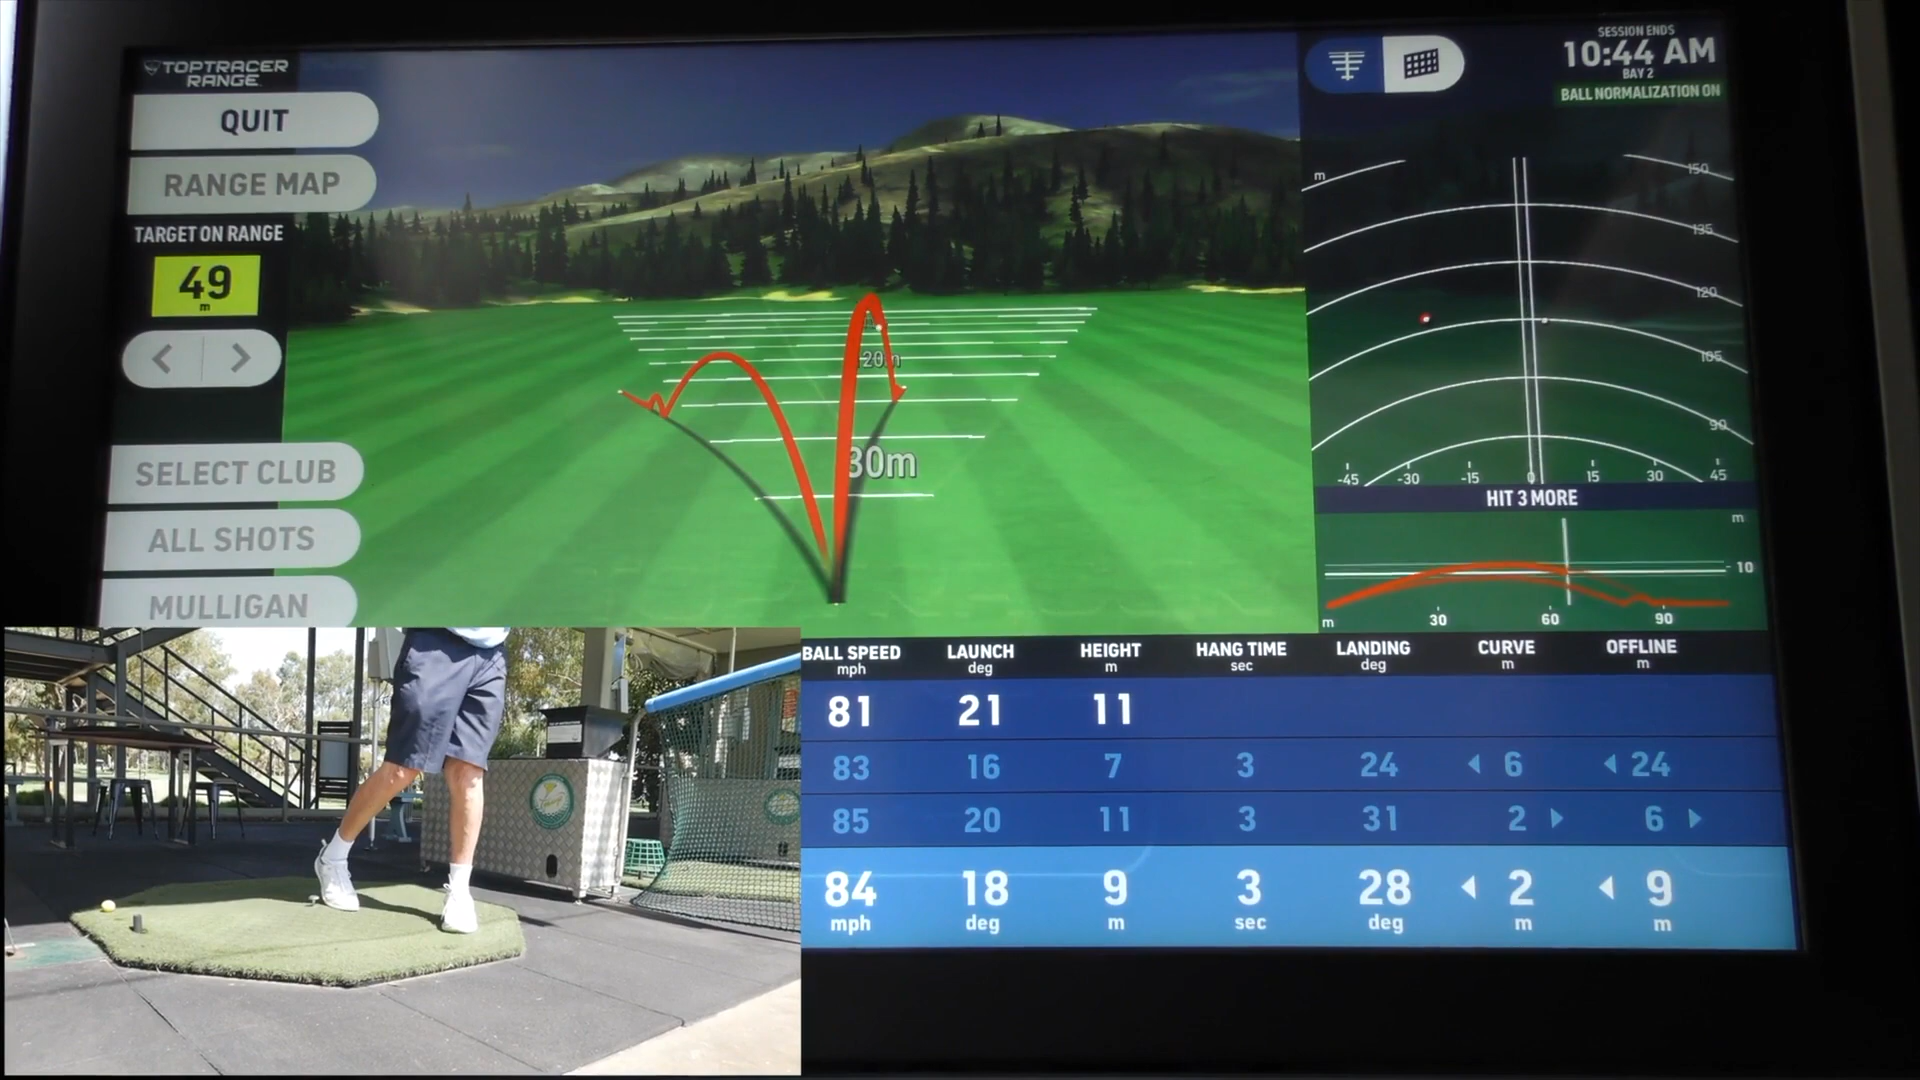 TOPTRACER
RANGE
QUIT
RANGE MAP
TARGET ON RANGE
49
m
SELECT CLUB
ALL SHOTS
MULLIGAN
120m
30m
SESSION ENDS
10:44 AM
BAY 2
BALL NORMALIZATION ON
m
150
135
120
105
90
-45 -30 -15 0 15 30 45
HIT 3 MORE
m
10
m 30 60 90
BALL SPEED LAUNCH HEIGHT HANG TIME LANDING CURVE OFFLINE
mph deg m sec deg m m
81 21 11
83 16 7 3 24 6 24
85 20 11 3 31 2 6
84 18 9 3 28 2 9
mph deg m sec deg m m